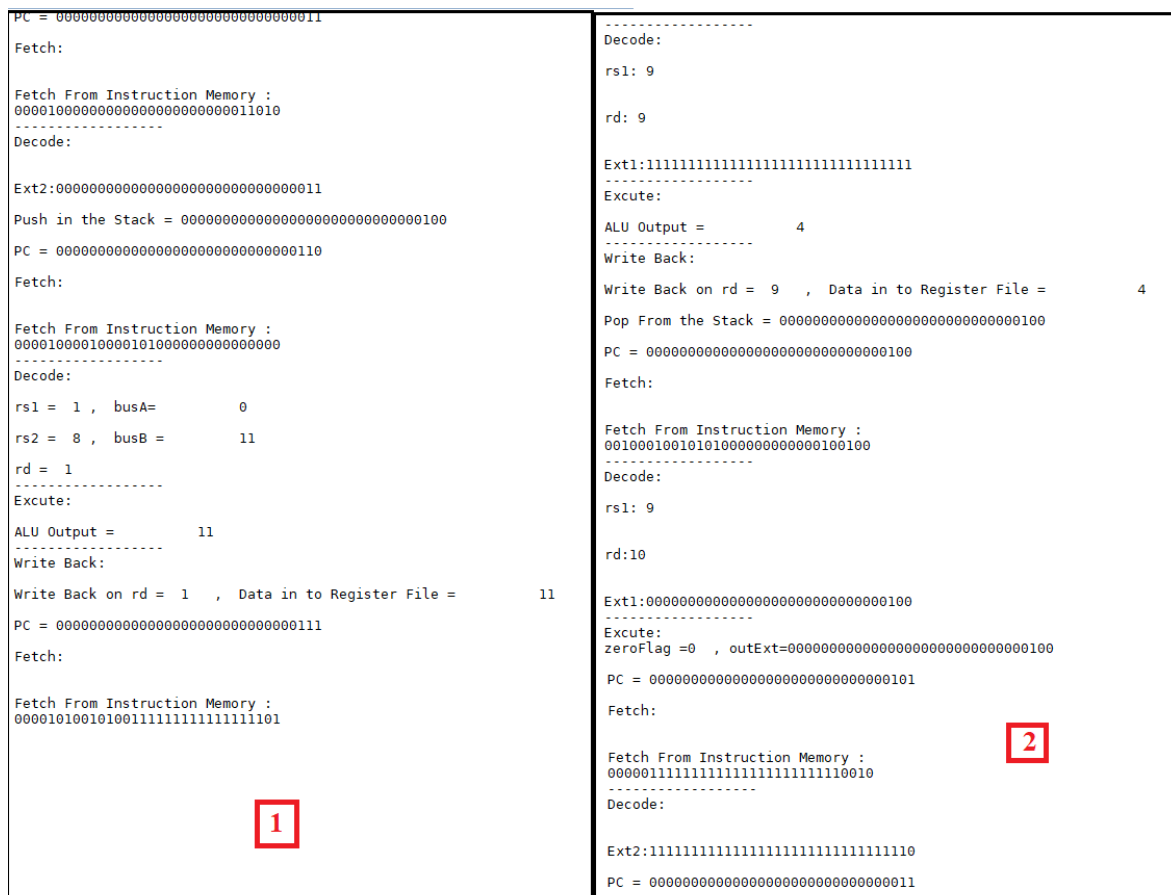 PC = 00000000000000000000000000000011
Fetch:
Fetch From Instruction Memory :
00001000000000000000000000011010
------------------
Decode:
Ext2:00000000000000000000000000000011
Push in the Stack = 00000000000000000000000000000100
PC = 00000000000000000000000000000110
Fetch:
Fetch From Instruction Memory :
00001000010000101000000000000000
------------------
Decode:
rs1 =  1 ,  busA=          0
rs2 =  8 ,  busB =         11
rd =  1
------------------
Excute:
ALU Output =          11
------------------
Write Back:
Write Back on rd =  1   ,  Data in to Register File =          11
PC = 00000000000000000000000000000111
Fetch:
Fetch From Instruction Memory :
00001010010100111111111111111101
1
------------------
Decode:
rs1: 9
rd: 9
Ext1:11111111111111111111111111111111
------------------
Excute:
ALU Output =           4
------------------
Write Back:
Write Back on rd =  9   ,  Data in to Register File =           4
Pop From the Stack = 00000000000000000000000000000100
PC = 00000000000000000000000000000100
Fetch:
Fetch From Instruction Memory :
00100010010101000000000000100100
------------------
Decode:
rs1: 9
rd:10
Ext1:00000000000000000000000000000100
------------------
Excute:
zeroFlag =0  , outExt=00000000000000000000000000000100
PC = 00000000000000000000000000000101
Fetch:
Fetch From Instruction Memory :
00000111111111111111111111110010
------------------
Decode:
Ext2:11111111111111111111111111111110
PC = 00000000000000000000000000000011
2